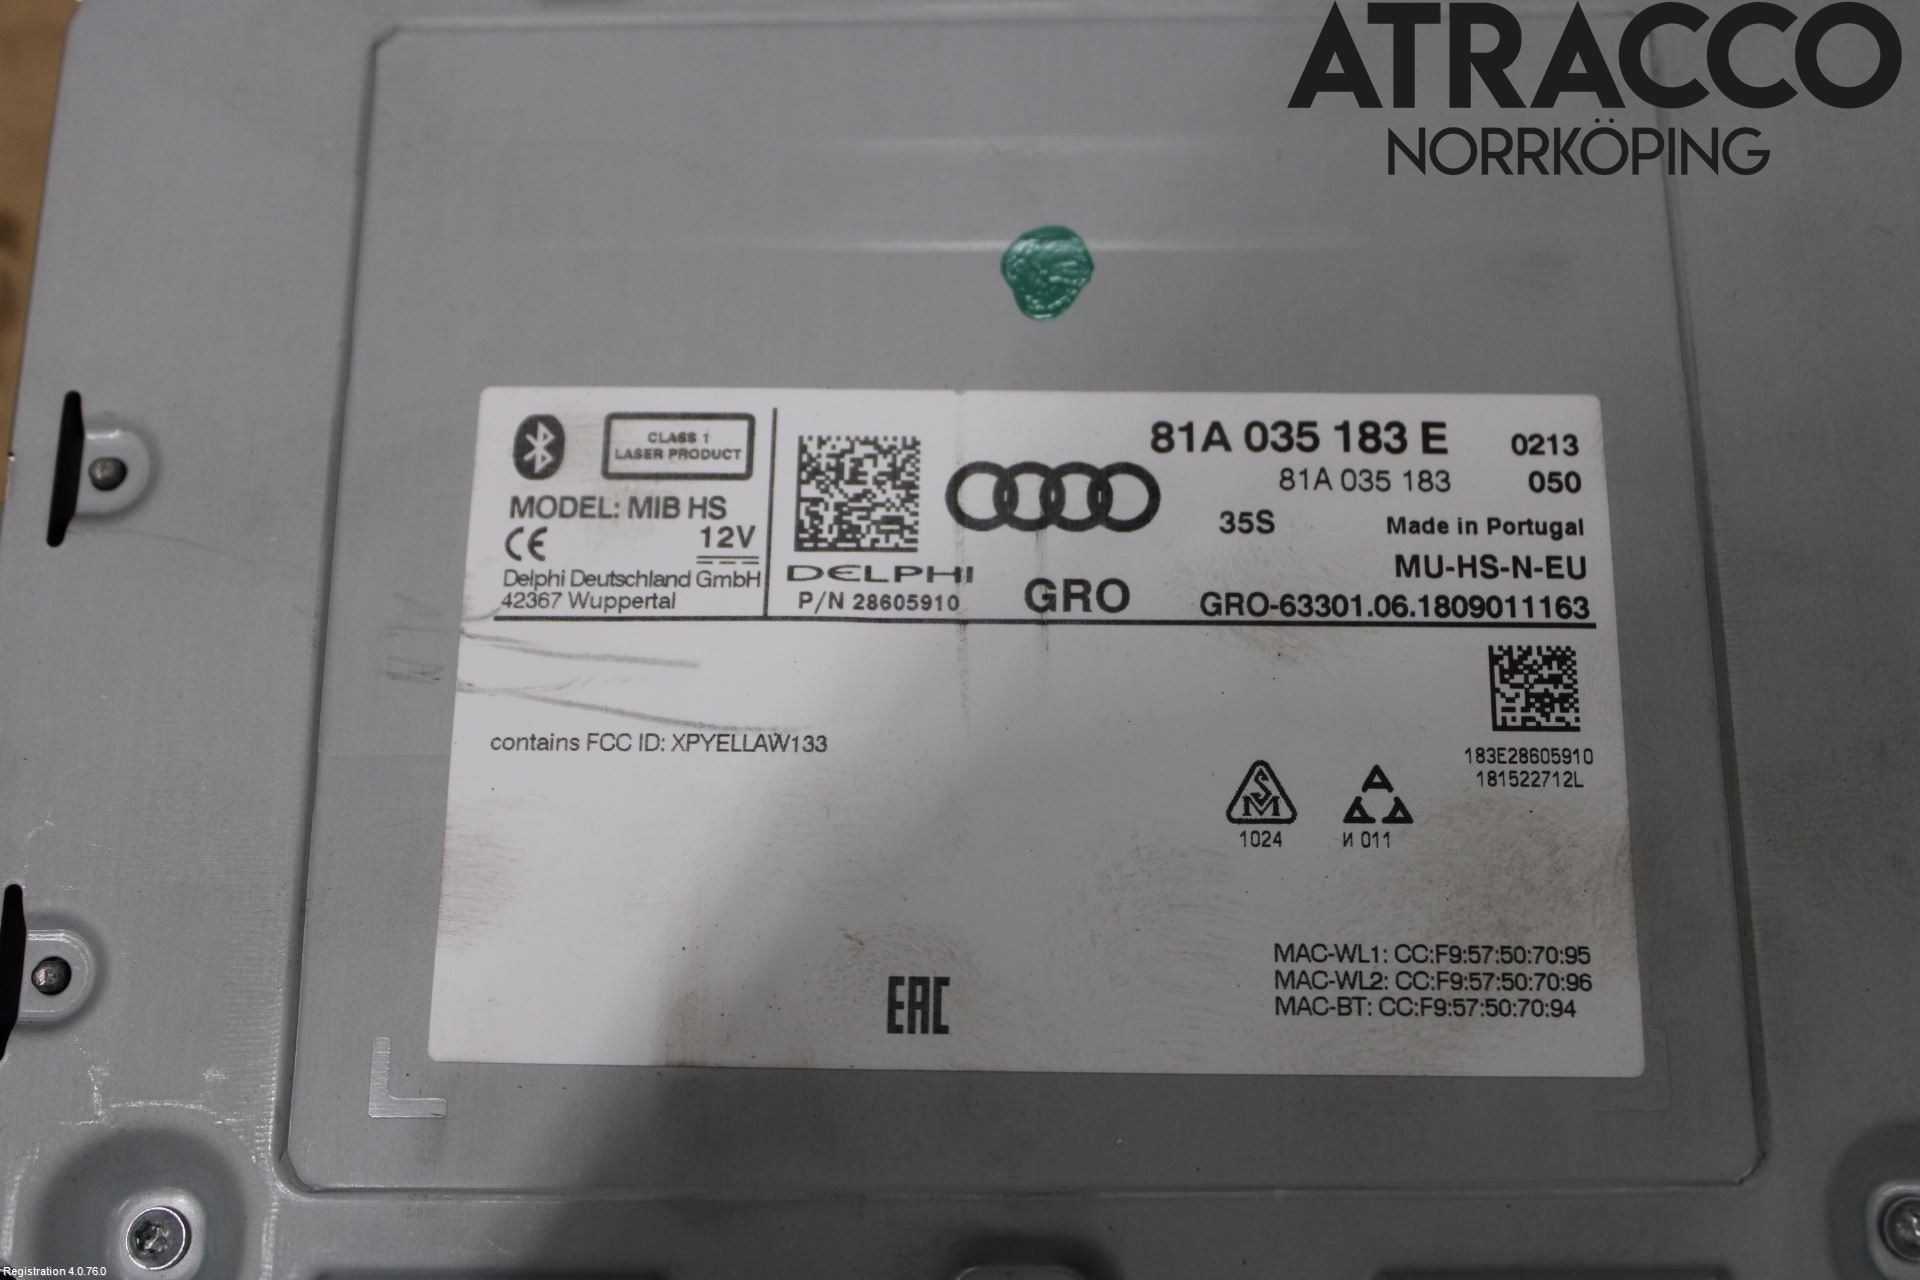 ATRACCO
NORRKÖPING
CLASS 1
LASER PRODUCT
MODEL: MIB HS
12V
CE
Delphi Deutschland GmbH
42367 Wuppertal
DELPHI
P/N 28605910
81A 035 183 E 0213
81A 035 183 050
35S Made in Portugal
MU-HS-N-EU
GRO GRO-63301.06.1809011163
contains FCC ID: XPYELLAW133
183E28605910
181522712L
SM
1024
AAA
И 011
EAC
MAC-WL1: CC:F9:57:50:70:95
MAC-WL2: CC:F9:57:50:70:96
MAC-BT: CC:F9:57:50:70:94
Registration 4.0.76.0